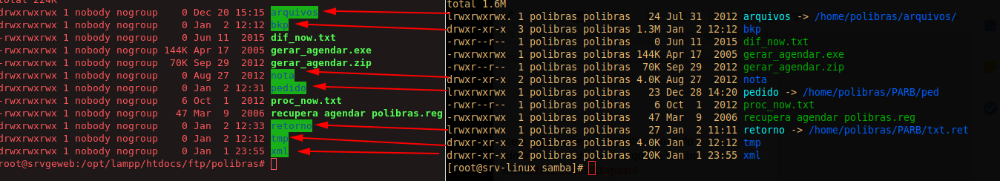 total 224K
drwxrwxrwx 1 nobody nogroup 0 Dec 20 15:15 arquivos
drwxrwxrwx 1 nobody nogroup 0 Jan 2 12:12 bkp
-rwxrwxrwx 1 nobody nogroup 0 Jun 11 2015 dif_now.txt
-rwxrwxrwx 1 nobody nogroup 144K Apr 17 2005 gerar_agendar.exe
-rwxrwxrwx 1 nobody nogroup 70K Sep 29 2012 gerar_agendar.zip
drwxrwxrwx 1 nobody nogroup 0 Aug 27 2012 nota
drwxrwxrwx 1 nobody nogroup 0 Jan 2 12:31 pedido
-rwxrwxrwx 1 nobody nogroup 6 Oct 1 2012 proc_now.txt
-rwxrwxrwx 1 nobody nogroup 47 Mar 9 2006 recupera agendar polibras.reg
drwxrwxrwx 1 nobody nogroup 0 Jan 2 12:33 retorno
drwxrwxrwx 1 nobody nogroup 0 Jan 2 12:12 tmp
drwxrwxrwx 1 nobody nogroup 0 Jan 1 23:55 xml
root@srvgeweb:/opt/lampp/htdocs/ftp/polibras#
total 1.6M
lrwxrwxrwx. 1 polibras polibras 24 Jul 31 2012 arquivos -> /home/polibras/arquivos/
drwxr-xr-x 3 polibras polibras 1.3M Jan 2 12:12 bkp
-rwxr--r-- 1 polibras polibras 0 Jun 11 2015 dif_now.txt
-rwxrwxrwx 1 polibras polibras 144K Apr 17 2005 gerar_agendar.exe
-rwxr--r-- 1 polibras polibras 70K Sep 29 2012 gerar_agendar.zip
drwxr-xr-x 2 polibras polibras 4.0K Aug 27 2012 nota
lrwxrwxrwx 1 polibras polibras 23 Dec 28 14:20 pedido -> /home/polibras/PARB/ped
-rwxr--r-- 1 polibras polibras 6 Oct 1 2012 proc_now.txt
-rwxrwxrwx 1 polibras polibras 47 Mar 9 2006 recupera agendar polibras.reg
lrwxrwxrwx 1 polibras polibras 27 Jan 2 11:11 retorno -> /home/polibras/PARB/txt.ret
drwxr-xr-x 2 polibras polibras 4.0K Jan 2 12:12 tmp
drwxr-xr-x 2 polibras polibras 20K Jan 1 23:55 xml
[root@srv-linux samba]#